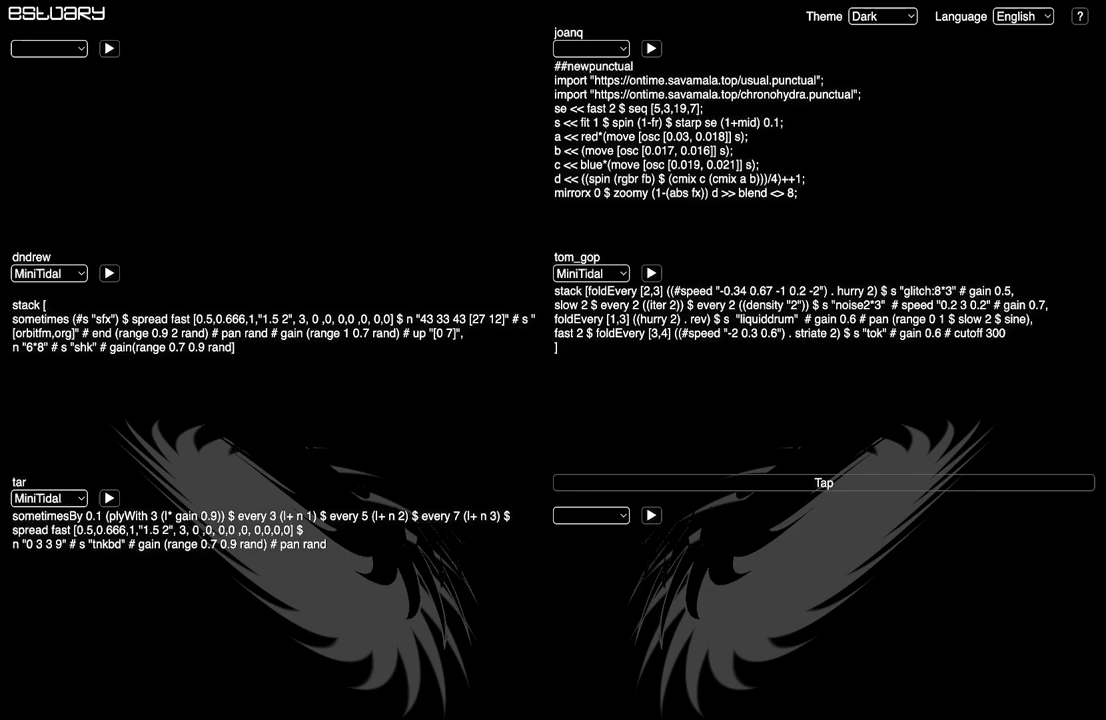 estuary
Theme Dark Language English ?
joanq
##newpunctual
import "https://ontime.savamala.top/usual.punctual";
import "https://ontime.savamala.top/chronohydra.punctual";
se << fast 2 $ seq [5,3,19,7];
s << fit 1 $ spin (1-fr) $ starp se (1+mid) 0.1;
a << red*(move [osc [0.03, 0.018]] s);
b << (move [osc [0.017, 0.016]] s);
c << blue*(move [osc [0.019, 0.021]] s);
d << ((spin (rgbr fb) $ (cmix c (cmix a b)))/4)++1;
mirrorx 0 $ zoomy (1-(abs fx)) d >> blend <> 8;
dndrew
MiniTidal
stack [
sometimes (#s "sfx") $ spread fast [0.5,0.666,1,"1.5 2", 3, 0 ,0, 0,0 ,0, 0,0,0] $ n "43 33 43 [27 12]" # s "
[orbitfm,org]" # end (range 0.9 2 rand) # pan rand # gain (range 1 0.7 rand) # up "[0 7]",
n "6*8" # s "shk" # gain(range 0.7 0.9 rand]
tom_gop
MiniTidal
stack [foldEvery [2,3] ((#speed "-0.34 0.67 -1 0.2 -2") . hurry 2) $ s "glitch:8*3" # gain 0.5,
slow 2 $ every 2 ((iter 2)) $ every 2 ((density "2")) $ s "noise2*3" # speed "0.2 3 0.2" # gain 0.7,
foldEvery [1,3] ((hurry 2) . rev) $ s "liquiddrum" # gain 0.6 # pan (range 0 1 $ slow 2 $ sine),
fast 2 $ foldEvery [3,4] ((#speed "-2 0.3 0.6") . striate 2) $ s "tok" # gain 0.6 # cutoff 300
]
tar
MiniTidal
sometimesBy 0.1 (plyWith 3 (|* gain 0.9)) $ every 3 (|+ n 1) $ every 5 (|+ n 2) $ every 7 (|+ n 3) $
spread fast [0.5,0.666,1,"1.5 2", 3, 0 ,0, 0,0 ,0, 0,0,0,0] $
n "0 3 3 9" # s "tnkbd" # gain (range 0.7 0.9 rand) # pan rand
Tap